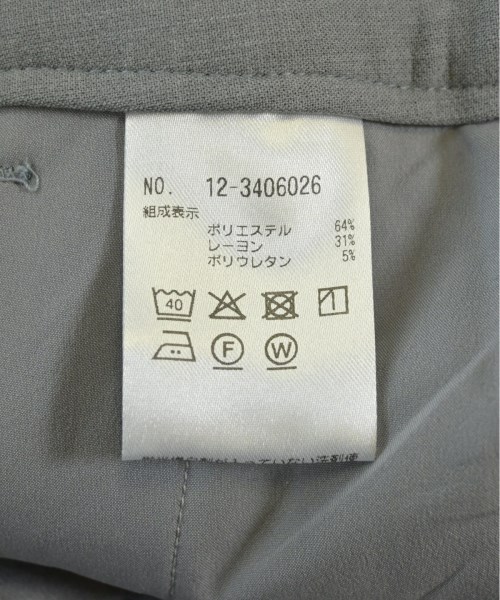 NO. 12-3406026
組成表示
ポリエステル 64%
レーヨン 31%
ポリウレタン 5%
40
F W